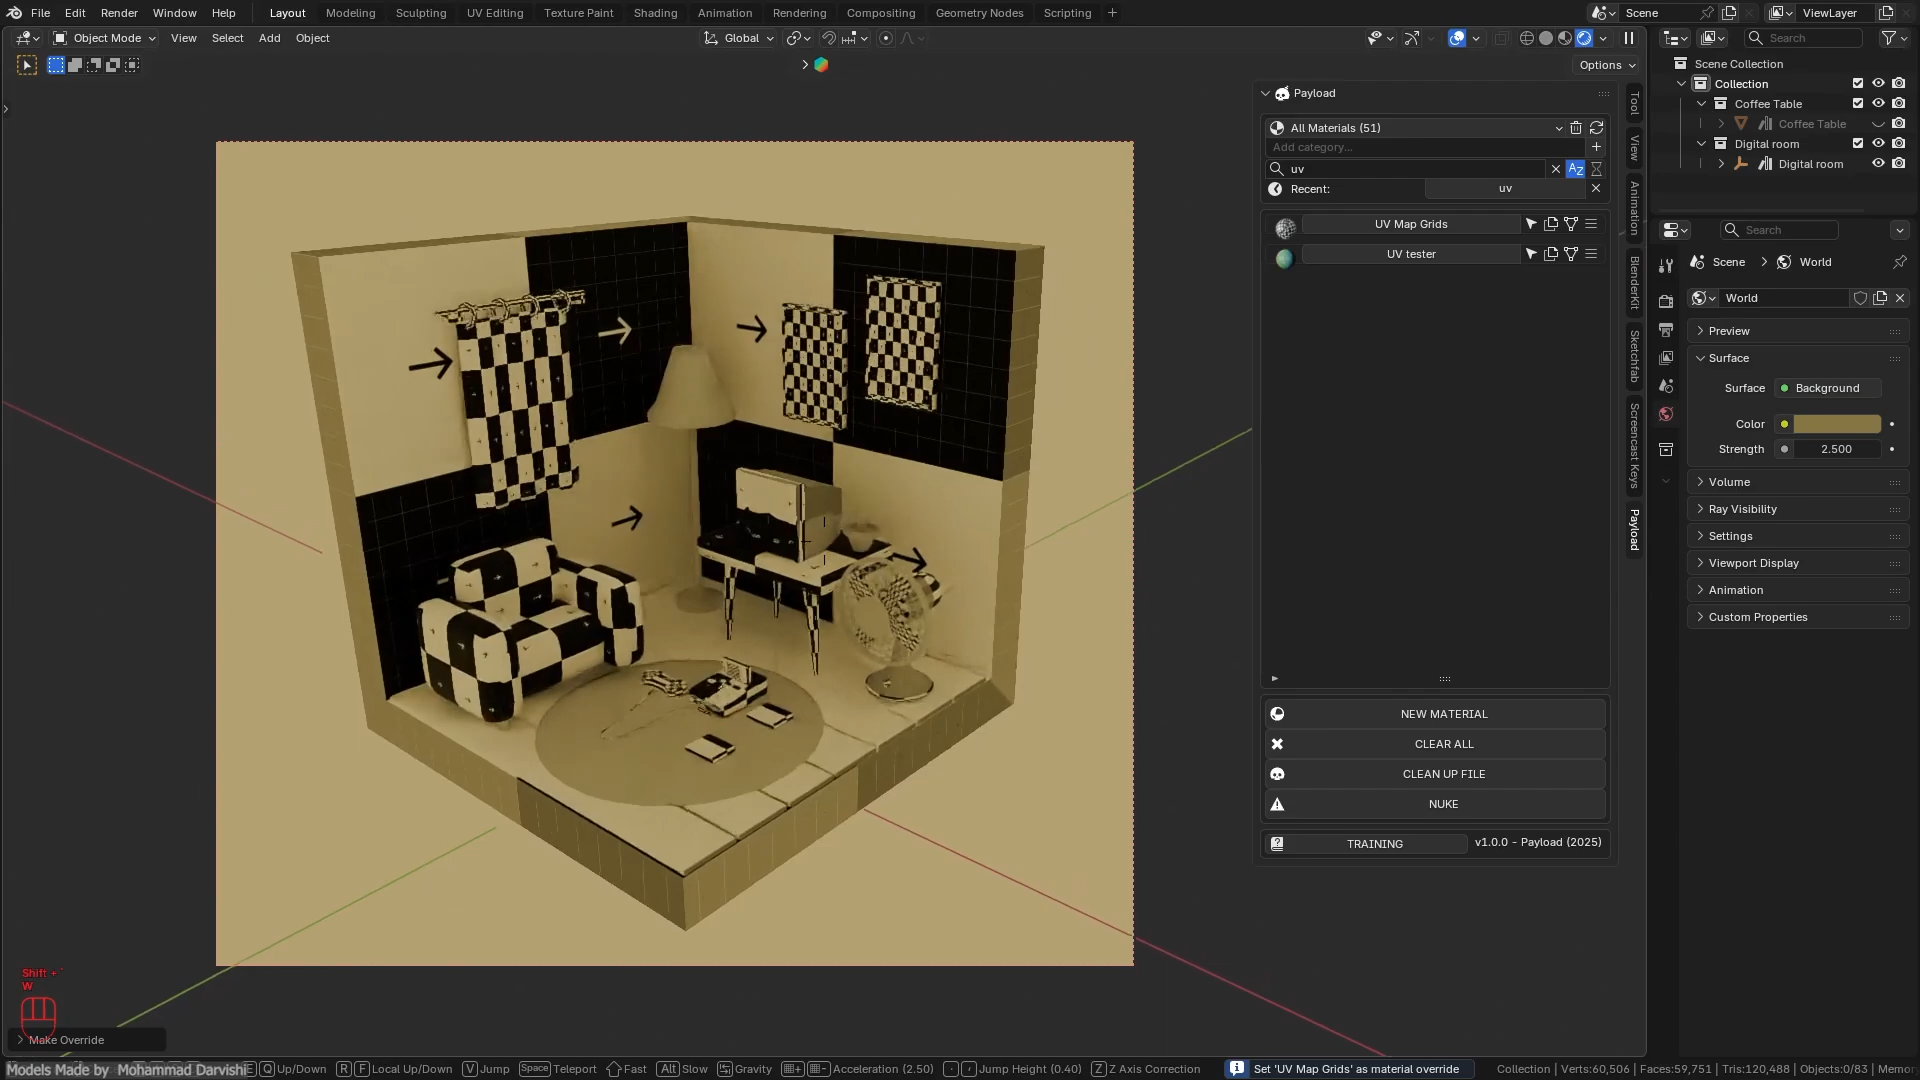 File Edit Render Window Help Layout Modeling Sculpting UV Editing Texture Paint Shading Animation Rendering Compositing Geometry Nodes Scripting + Scene ViewLayer
Object Mode View Select Add Object Global Search
Options
Scene Collection
Collection
Coffee Table
Coffee Table
Digital room
Digital room
Tool
View
Animation
BlenderKit
Sketchfab
Screencast Keys
Payload
Payload
All Materials (51)
Add category...
uv
Recent: uv
UV Map Grids
UV tester
NEW MATERIAL
CLEAR ALL
CLEAN UP FILE
NUKE
TRAINING v1.0.0 - Payload (2025)
Search
Scene World
World
Preview
Surface
Surface Background
Color
Strength 2.500
Volume
Ray Visibility
Settings
Viewport Display
Animation
Custom Properties
Shift + `
W
Make Override
Models Made by Mohammad Darvishi
E Q Up/Down R F Local Up/Down V Jump Space Teleport Fast Alt Slow Gravity Acceleration (2.50) . , Jump Height (0.40) Z Z Axis Correction Set 'UV Map Grids' as material override Collection | Verts:60,506 | Faces:59,751 | Tris:120,488 | Objects:0/83 | Memor